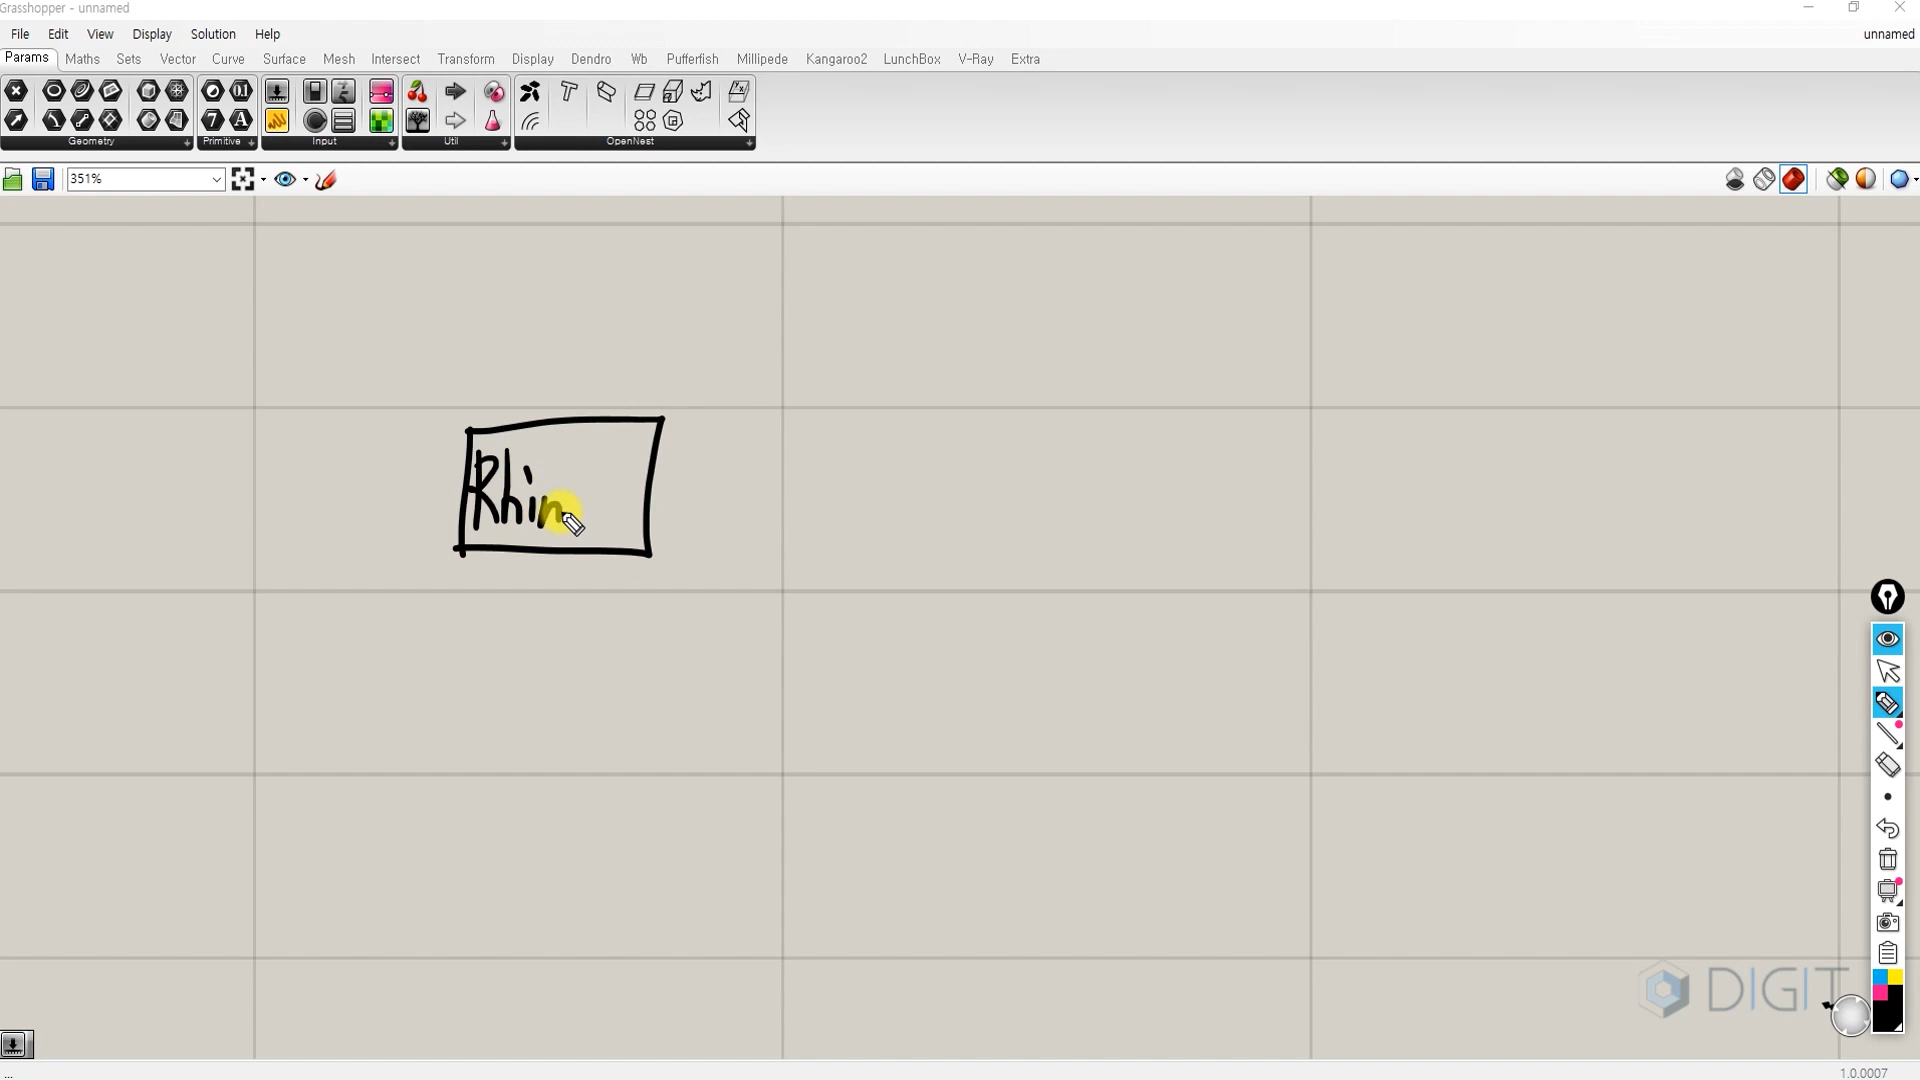 Grasshopper - unnamed
File Edit View Display Solution Help unnamed
Params Maths Sets Vector Curve Surface Mesh Intersect Transform Display Dendro Wb Pufferfish Millipede Kangaroo2 LunchBox V-Ray Extra
Geometry Primitive Input Util OpenNest
351%
Rhin
DIGIT
...
1.0.0007